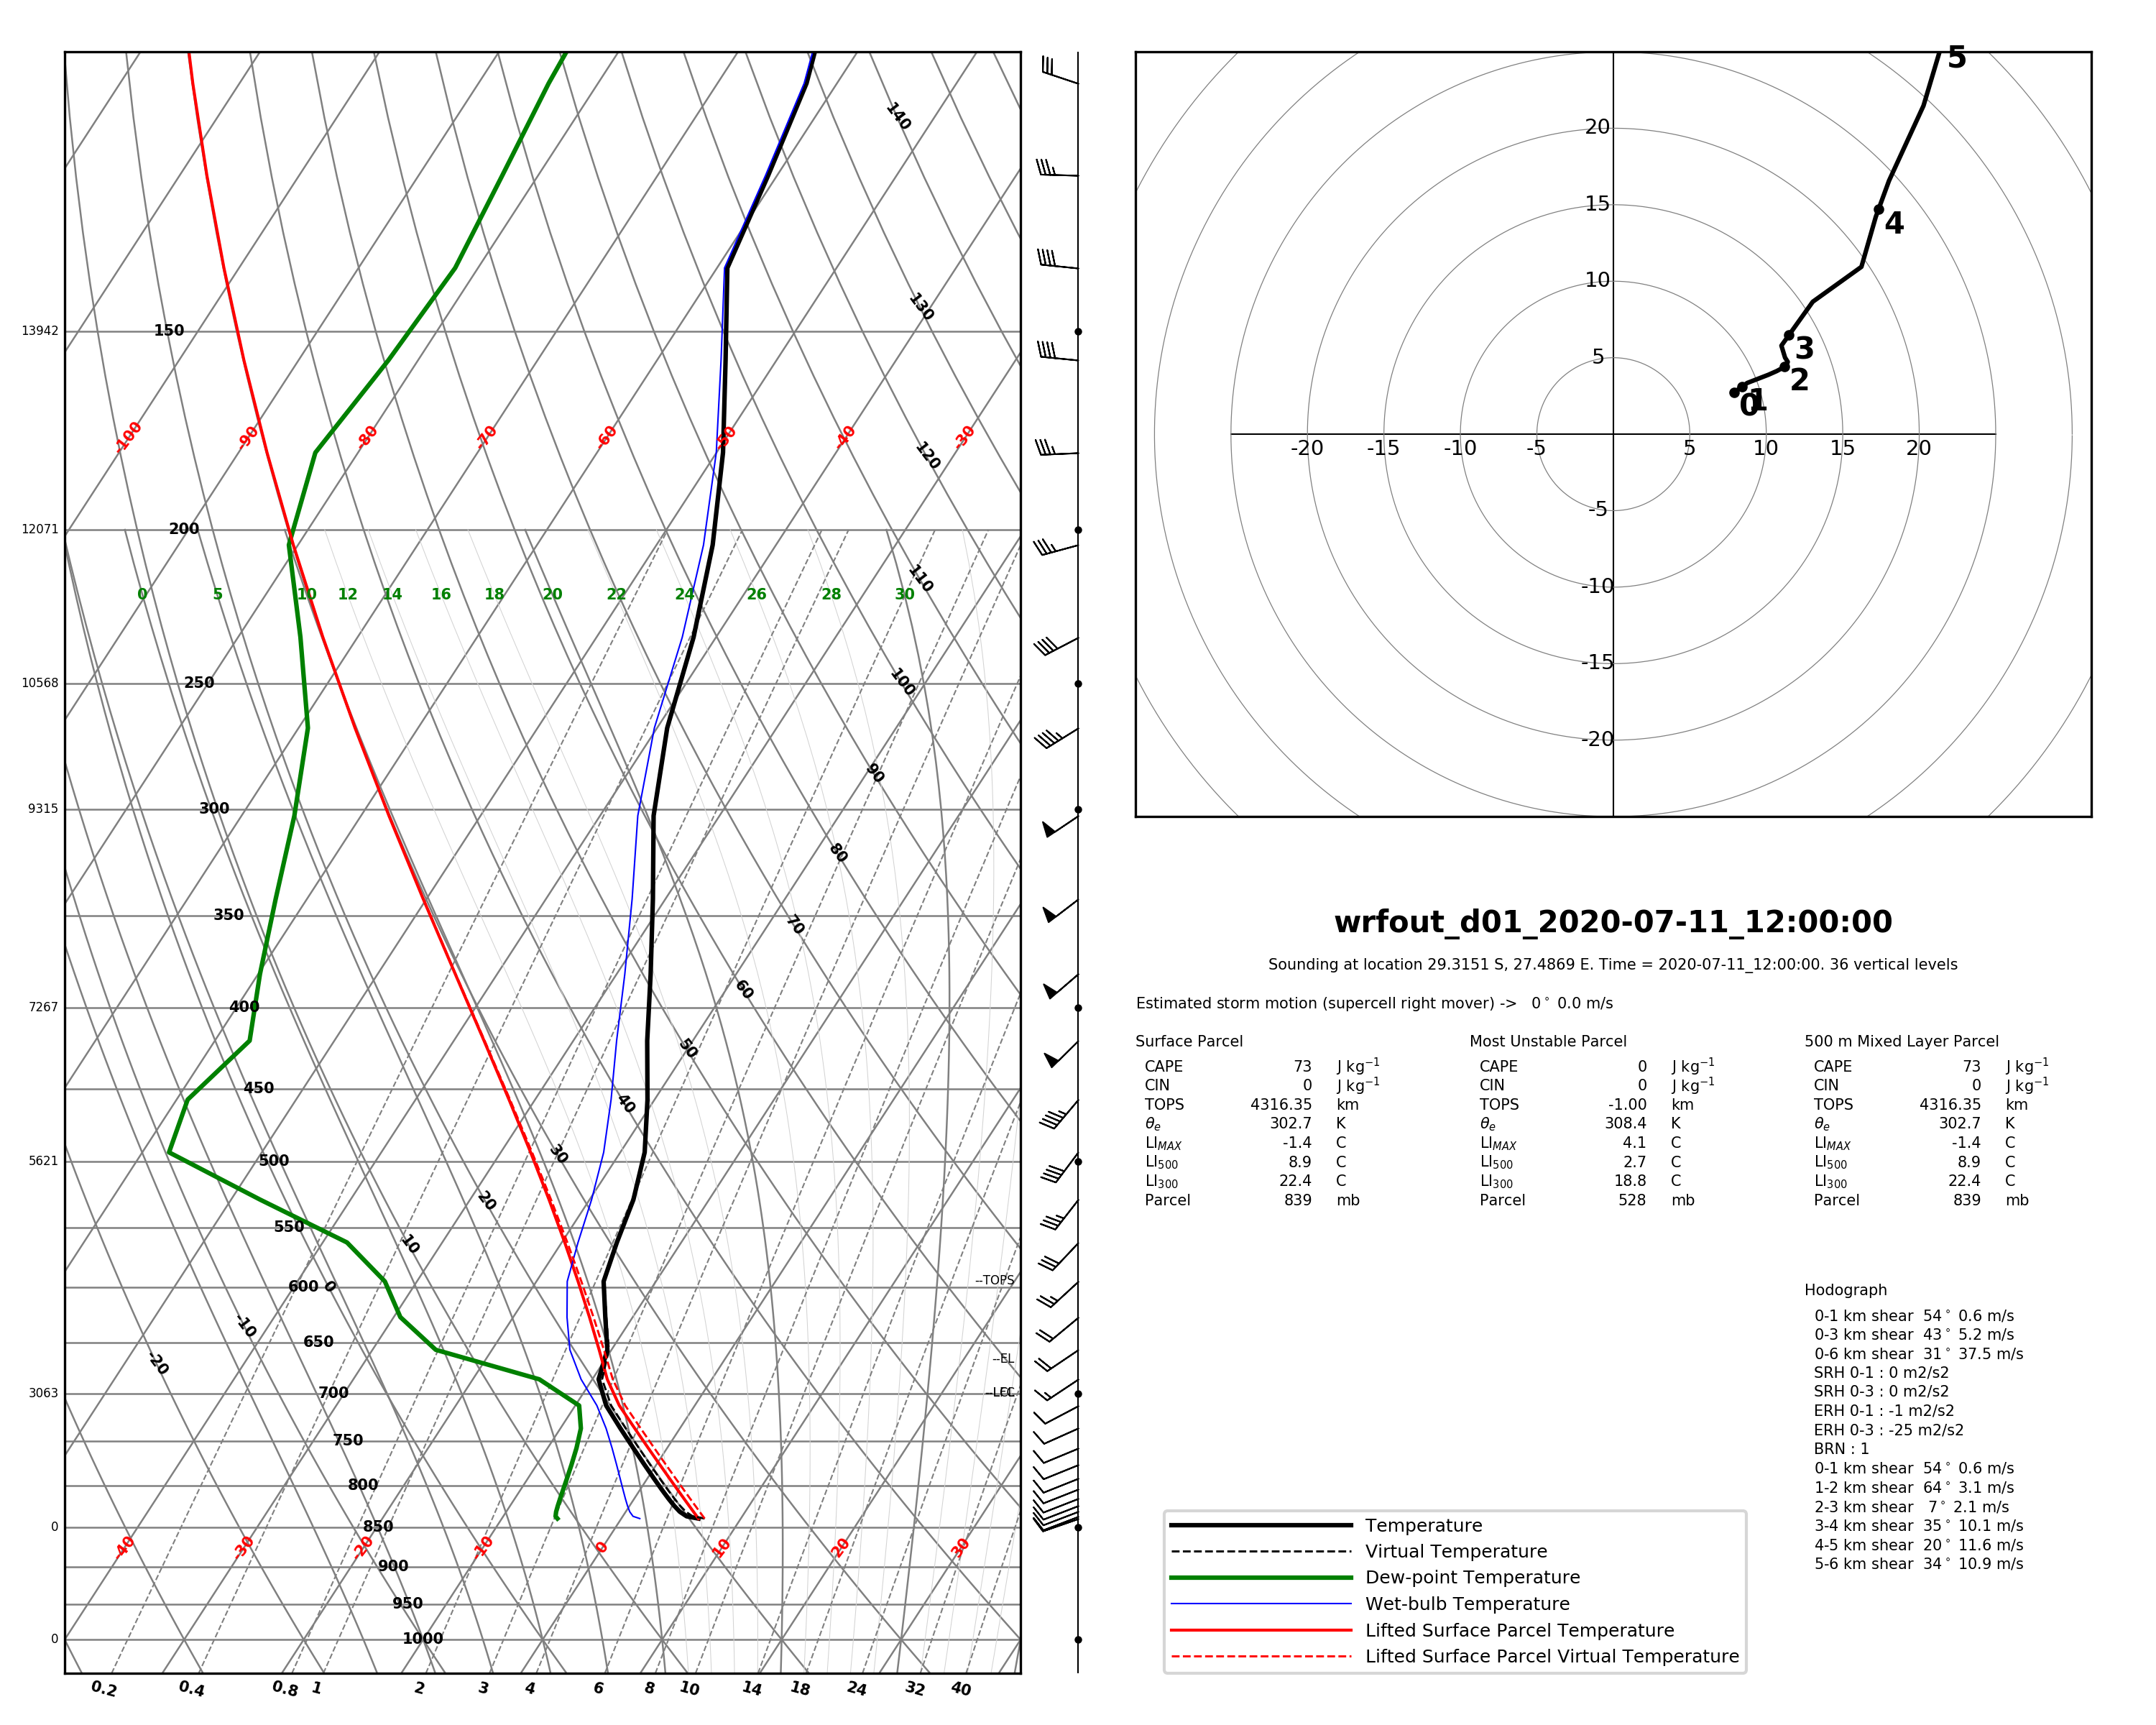 140
130
120
110
100
90
80
70
60
50
40
30
20
10
0
-10
-20
13942 150
-100 -90 -80 -70 -60 -50 -40 -30
12071 200
0 5 10 12 14 16 18 20 22 24 26 28 30
10568 250
9315 300
350
7267 400
450
5621 500
550
600 --TOPS
650
--EL
3063 700
750
800
0 850
-40 -30 -20 -10 0 10 20 30
900
950
0 1000
0.2 0.4 0.8 1 2 3 4 6 8 10 14 18 24 32 40
5
20
15
4
10
3
5
2
1
0
-20 -15 -10 -5 5 10 15 20
-5
-10
-15
-20
wrfout_d01_2020-07-11_12:00:00
Sounding at location 29.3151 S, 27.4869 E. Time = 2020-07-11_12:00:00. 36 vertical levels
Estimated storm motion (supercell right mover) -> 0° 0.0 m/s
Surface Parcel Most Unstable Parcel 500 m Mixed Layer Parcel
CAPE 73 J kg⁻¹ CAPE 0 J kg⁻¹ CAPE 73 J kg⁻¹
CIN 0 J kg⁻¹ CIN 0 J kg⁻¹ CIN 0 J kg⁻¹
TOPS 4316.35 km TOPS -1.00 km TOPS 4316.35 km
θe 302.7 K θe 308.4 K θe 302.7 K
LIMAX -1.4 C LIMAX 4.1 C LIMAX -1.4 C
LI500 8.9 C LI500 2.7 C LI500 8.9 C
LI300 22.4 C LI300 18.8 C LI300 22.4 C
Parcel 839 mb Parcel 528 mb Parcel 839 mb
Hodograph
0-1 km shear 54° 0.6 m/s
0-3 km shear 43° 5.2 m/s
0-6 km shear 31° 37.5 m/s
SRH 0-1 : 0 m2/s2
SRH 0-3 : 0 m2/s2
ERH 0-1 : -1 m2/s2
ERH 0-3 : -25 m2/s2
BRN : 1
0-1 km shear 54° 0.6 m/s
1-2 km shear 64° 3.1 m/s
2-3 km shear 7° 2.1 m/s
3-4 km shear 35° 10.1 m/s
4-5 km shear 20° 11.6 m/s
5-6 km shear 34° 10.9 m/s
Temperature
Virtual Temperature
Dew-point Temperature
Wet-bulb Temperature
Lifted Surface Parcel Temperature
Lifted Surface Parcel Virtual Temperature